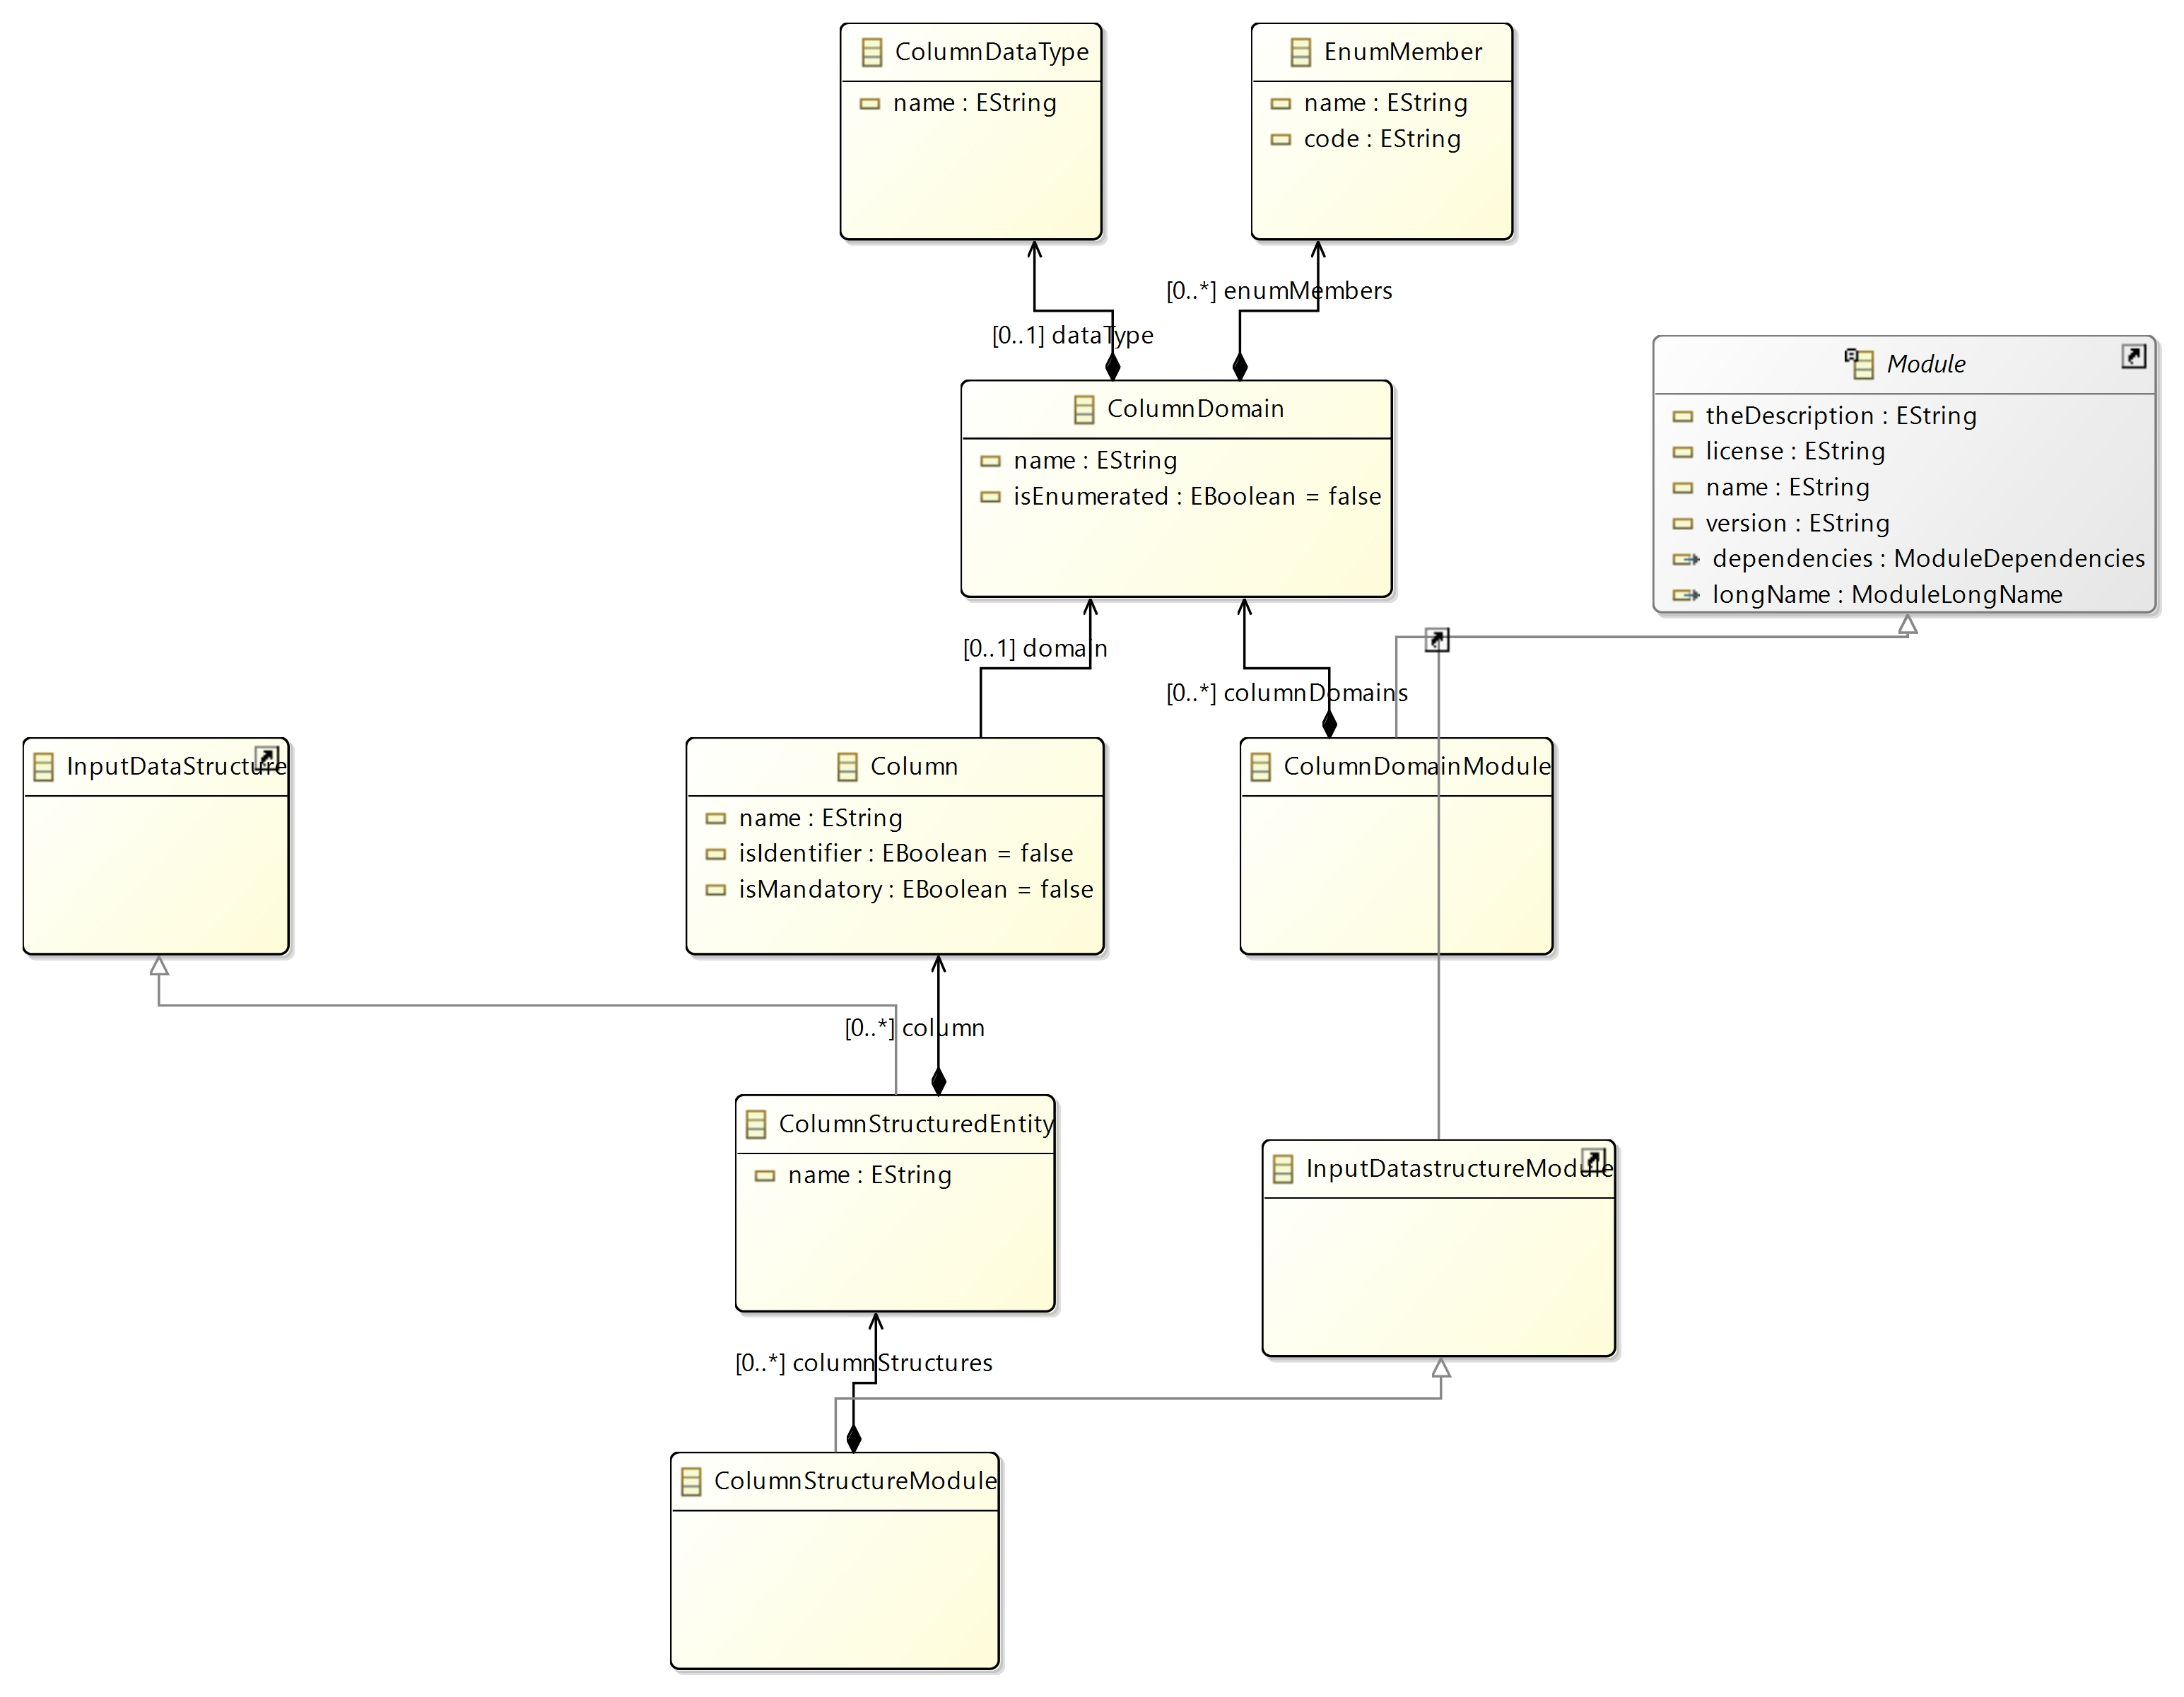 ColumnDataType
name : EString
EnumMember
name : EString
code : EString
[0..*] enumMembers
[0..1] dataType
ColumnDomain
name : EString
isEnumerated : EBoolean = false
Module
theDescription : EString
license : EString
name : EString
version : EString
dependencies : ModuleDependencies
longName : ModuleLongName
[0..1] domain
[0..*] columnDomains
InputDataStructure
Column
name : EString
isIdentifier : EBoolean = false
isMandatory : EBoolean = false
ColumnDomainModule
[0..*] column
ColumnStructuredEntity
name : EString
InputDatastructureModule
[0..*] columnStructures
ColumnStructureModule